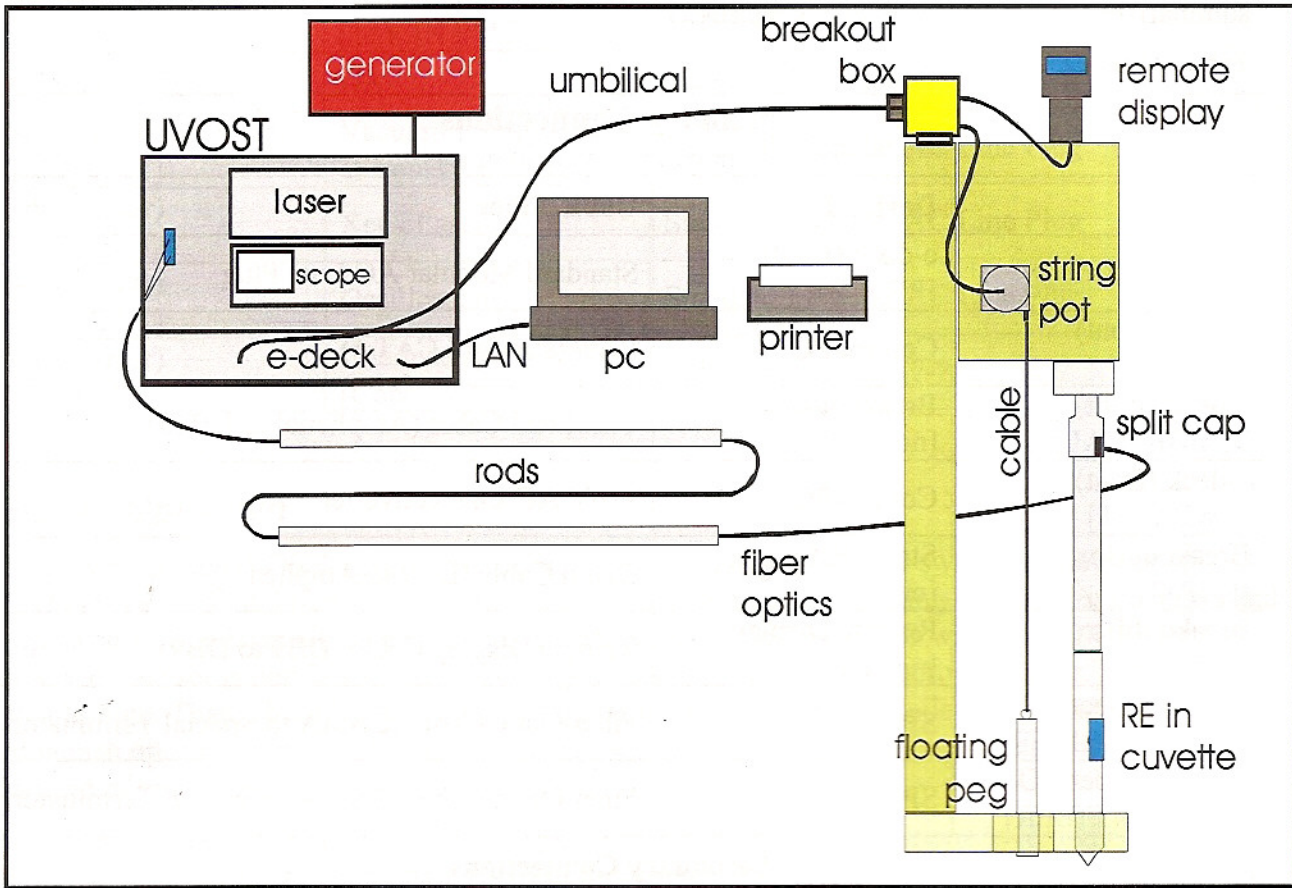 generator
umbilical
breakout
box
remote
display
UVOST
laser
scope
e-deck
LAN
pc
printer
string
pot
cable
split cap
rods
fiber
optics
floating
peg
RE in
cuvette